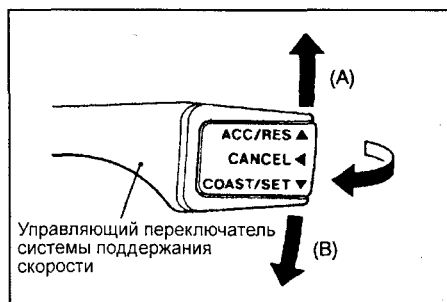 (A)
ACC/RES ▲
CANCEL ◀
COAST/SET ▼
(B)
Управляющий переключатель
системы поддержания
скорости